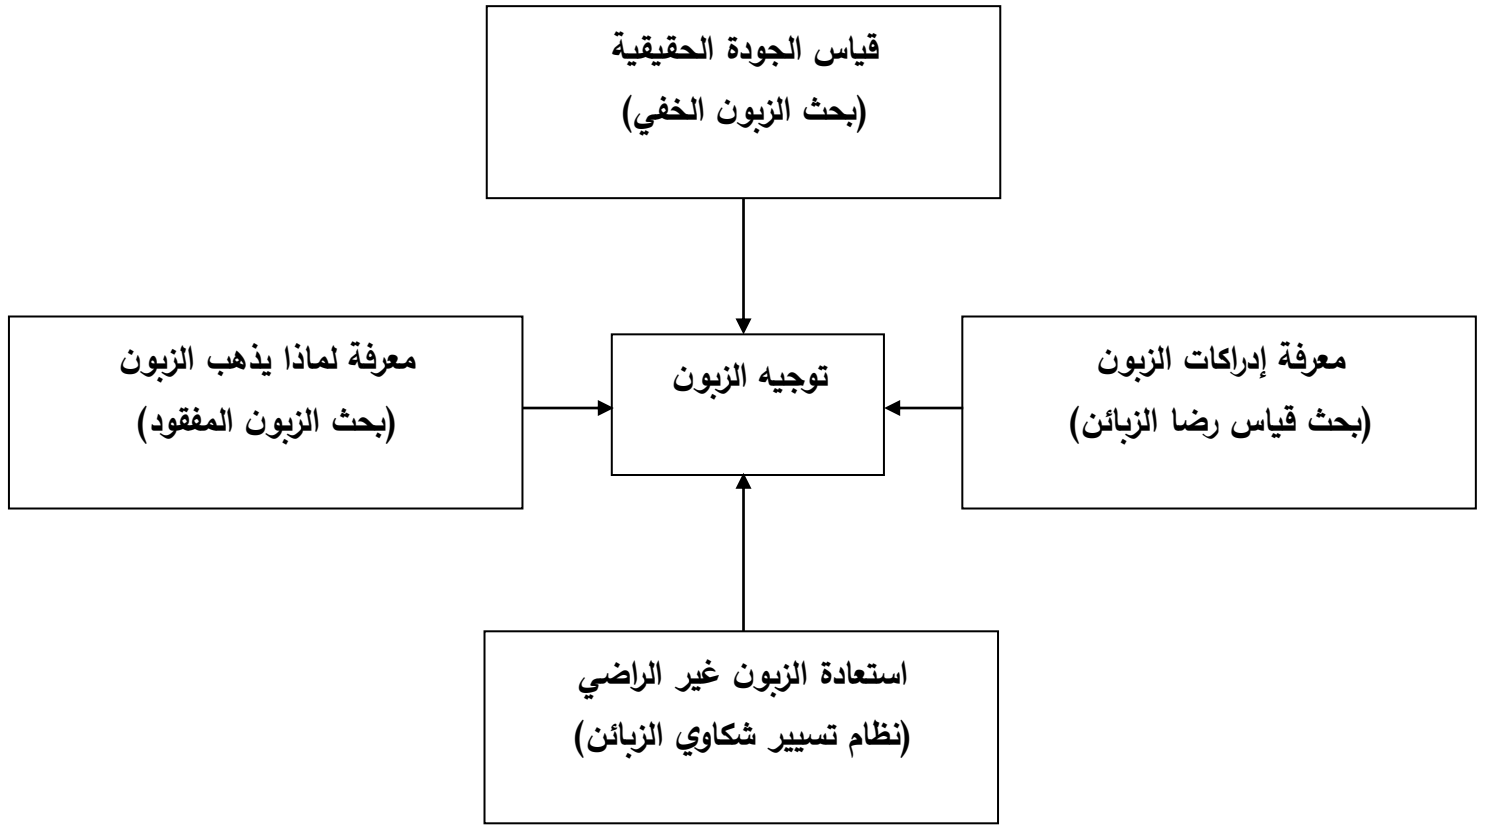 قياس الجودة الحقيقية
(بحث الزبون الخفي)
معرفة إدراكات الزبون
(بحث قياس رضا الزبائن)
توجيه الزبون
معرفة لماذا يذهب الزبون
(بحث الزبون المفقود)
استعادة الزبون غير الراضي
(نظام تسيير شكاوي الزبائن)